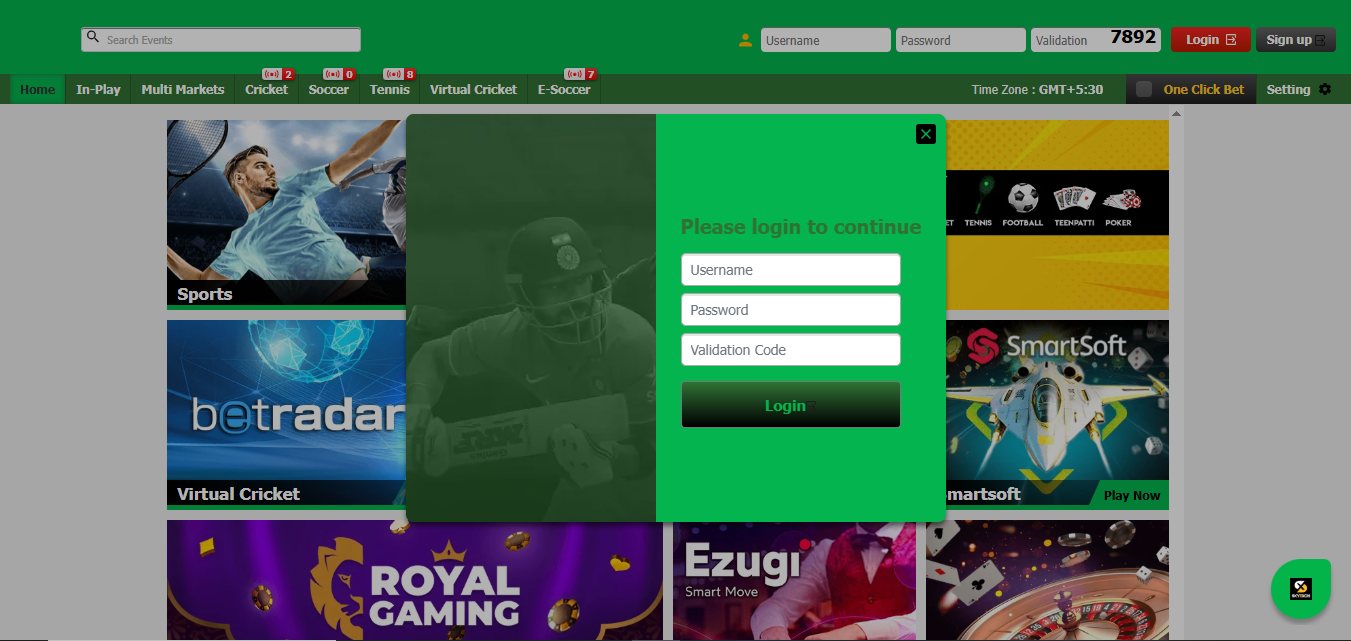 Search Events
Username
Password
Validation 7892
Login
Sign up
Home
In-Play
Multi Markets
Cricket 2
Soccer 0
Tennis 8
Virtual Cricket
E-Soccer 7
Time Zone : GMT+5:30
One Click Bet
Setting
Sports
Please login to continue
Username
Password
Validation Code
Login
ET TENNIS FOOTBALL TEENPATTI POKER
betradar
Virtual Cricket
SmartSoft
martsoft
Play Now
ROYAL
GAMING
Ezugi
Smart Move